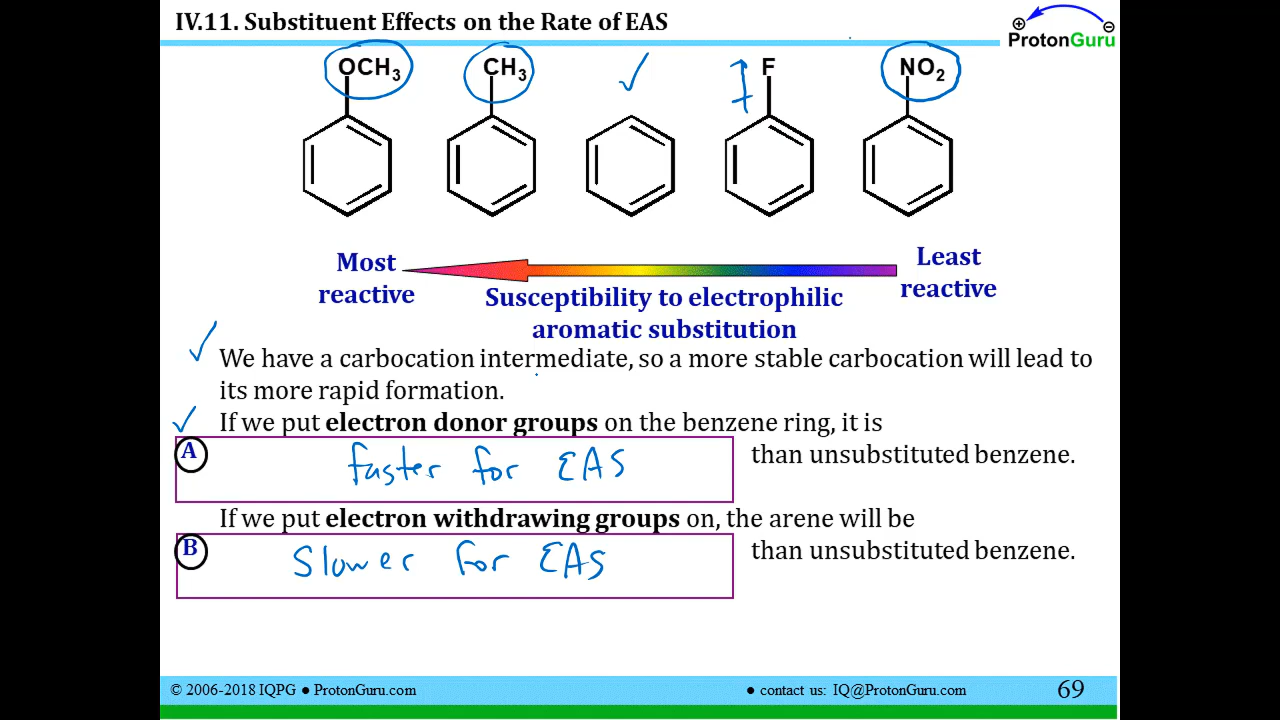 IV.11. Substituent Effects on the Rate of EAS
ProtonGuru
OCH3
CH3
F
NO2
Most
reactive
Least
reactive
Susceptibility to electrophilic
aromatic substitution
We have a carbocation intermediate, so a more stable carbocation will lead to
its more rapid formation.
If we put electron donor groups on the benzene ring, it is
A faster for EAS than unsubstituted benzene.
If we put electron withdrawing groups on, the arene will be
B Slower for EAS than unsubstituted benzene.
© 2006-2018 IQPG ● ProtonGuru.com ● contact us: IQ@ProtonGuru.com 69